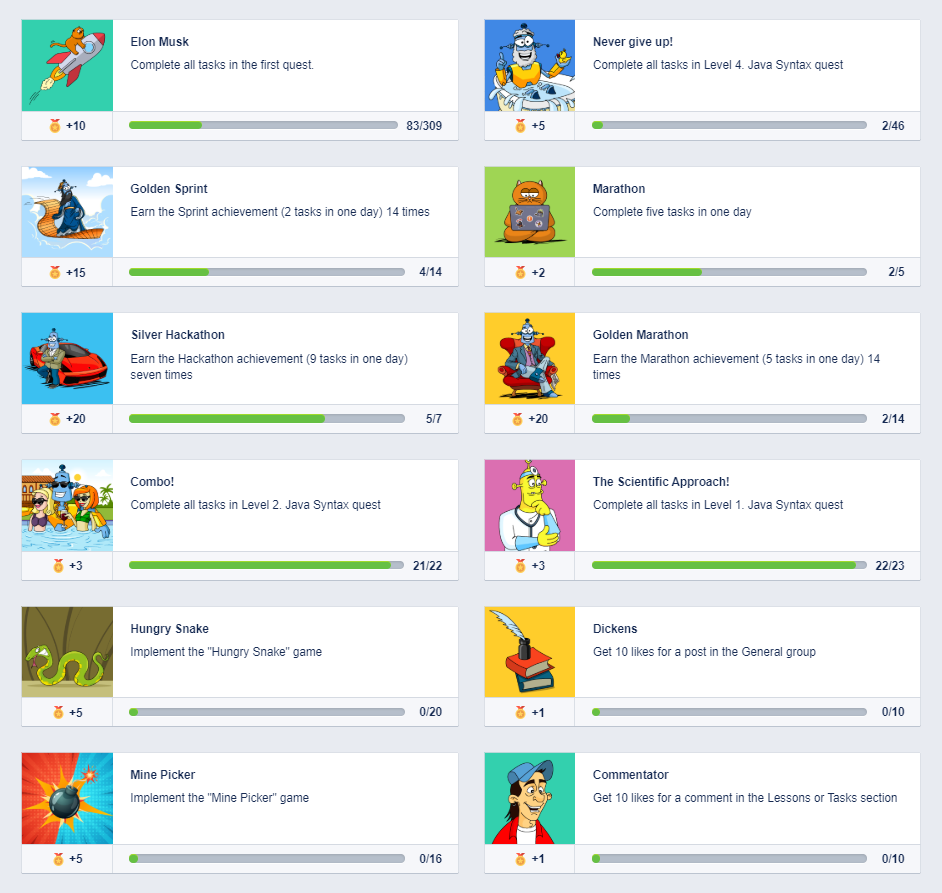 Elon Musk
Complete all tasks in the first quest.
+10
83/309
Never give up!
Complete all tasks in Level 4. Java Syntax quest
+5
2/46
Golden Sprint
Earn the Sprint achievement (2 tasks in one day) 14 times
+15
4/14
Marathon
Complete five tasks in one day
+2
2/5
Silver Hackathon
Earn the Hackathon achievement (9 tasks in one day)
seven times
+20
5/7
Golden Marathon
Earn the Marathon achievement (5 tasks in one day) 14
times
+20
2/14
Combo!
Complete all tasks in Level 2. Java Syntax quest
+3
21/22
The Scientific Approach!
Complete all tasks in Level 1. Java Syntax quest
+3
22/23
Hungry Snake
Implement the "Hungry Snake" game
+5
0/20
Dickens
Get 10 likes for a post in the General group
+1
0/10
Mine Picker
Implement the "Mine Picker" game
+5
0/16
Commentator
Get 10 likes for a comment in the Lessons or Tasks section
+1
0/10